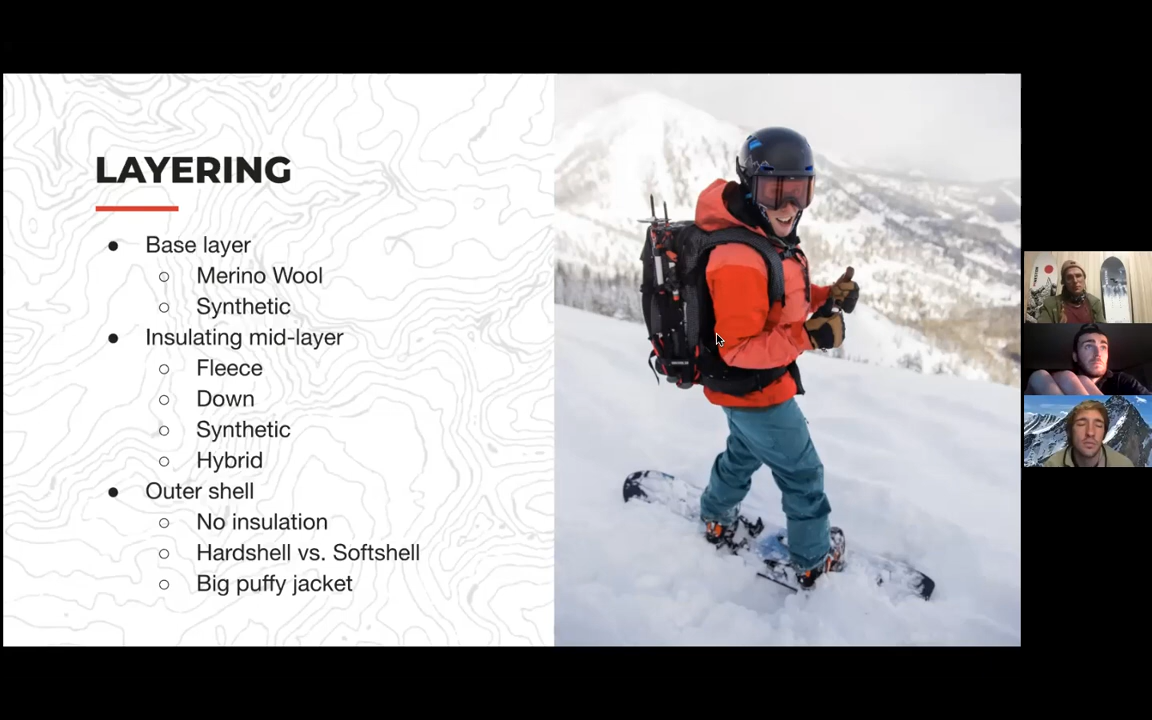 LAYERING
● Base layer
○ Merino Wool
○ Synthetic
● Insulating mid-layer
○ Fleece
○ Down
○ Synthetic
○ Hybrid
● Outer shell
○ No insulation
○ Hardshell vs. Softshell
○ Big puffy jacket